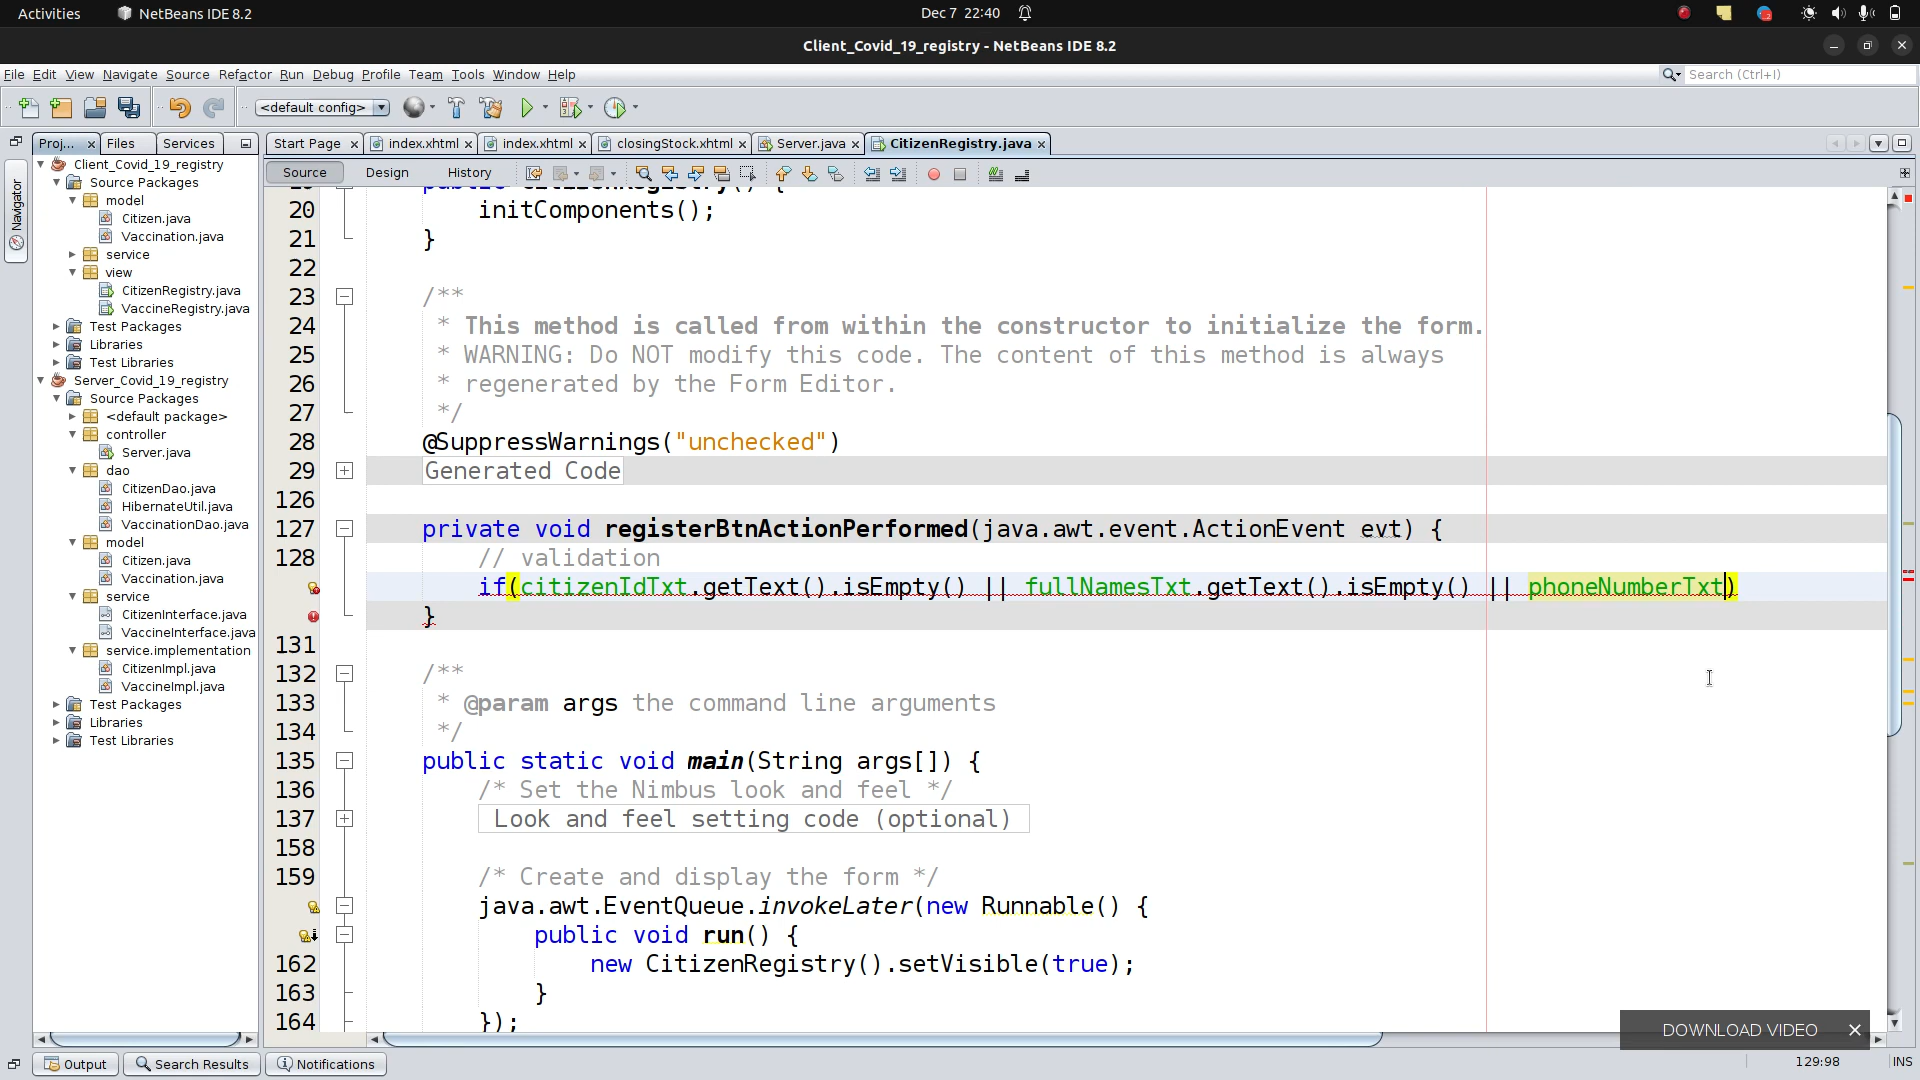 Activities NetBeans IDE 8.2 Dec 7 22:40
Client_Covid_19_registry - NetBeans IDE 8.2
File Edit View Navigate Source Refactor Run Debug Profile Team Tools Window Help Search (Ctrl+I)
<default config>
Proj... Files Services Start Page index.xhtml index.xhtml closingStock.xhtml Server.java CitizenRegistry.java
Source Design History
Navigator
Client_Covid_19_registry
Source Packages
model
Citizen.java
Vaccination.java
service
view
CitizenRegistry.java
VaccineRegistry.java
Test Packages
Libraries
Test Libraries
Server_Covid_19_registry
Source Packages
<default package>
controller
Server.java
dao
CitizenDao.java
HibernateUtil.java
VaccinationDao.java
model
Citizen.java
Vaccination.java
service
CitizenInterface.java
VaccineInterface.java
service.implementation
CitizenImpl.java
VaccineImpl.java
Test Packages
Libraries
Test Libraries
20 initComponents();
21 }
22
23 /**
24 * This method is called from within the constructor to initialize the form.
25 * WARNING: Do NOT modify this code. The content of this method is always
26 * regenerated by the Form Editor.
27 */
28 @SuppressWarnings("unchecked")
29 Generated Code
126
127 private void registerBtnActionPerformed(java.awt.event.ActionEvent evt) {
128 // validation
if(citizenIdTxt.getText().isEmpty() || fullNamesTxt.getText().isEmpty() || phoneNumberTxt)
}
131
132 /**
133 * @param args the command line arguments
134 */
135 public static void main(String args[]) {
136 /* Set the Nimbus look and feel */
137 Look and feel setting code (optional)
158
159 /* Create and display the form */
java.awt.EventQueue.invokeLater(new Runnable() {
public void run() {
162 new CitizenRegistry().setVisible(true);
163 }
164 });
DOWNLOAD VIDEO
Output Search Results Notifications 129:98 INS